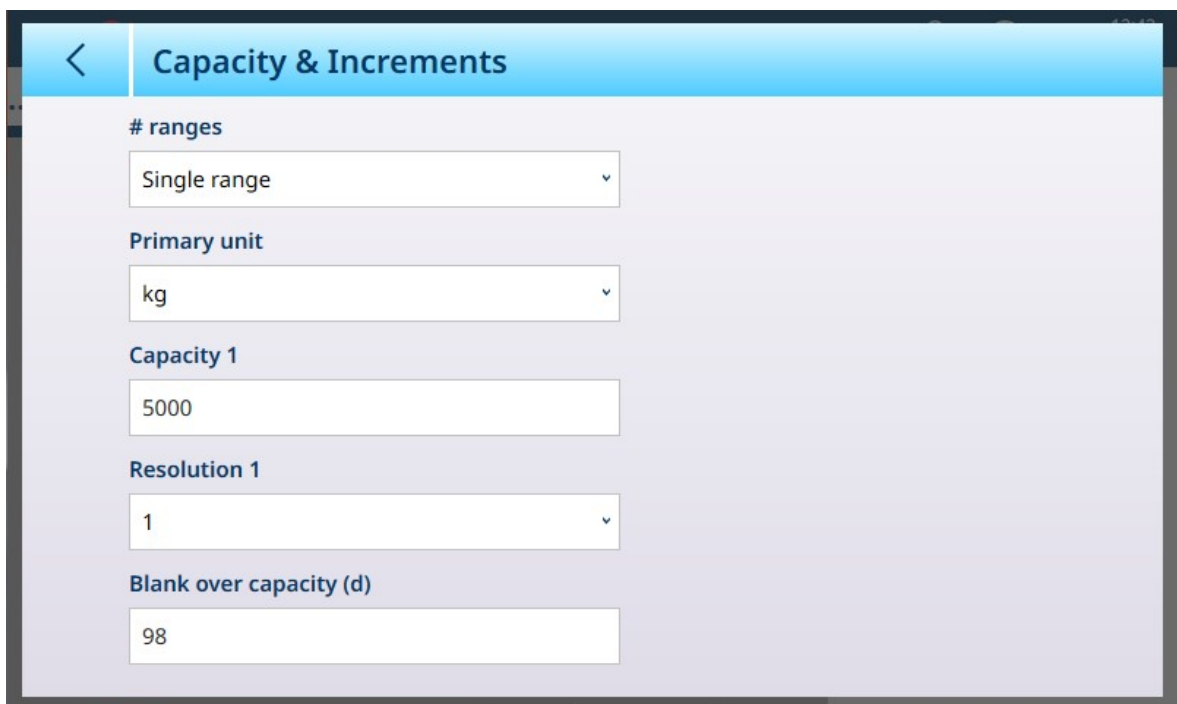 Capacity & Increments
# ranges
Single range
Primary unit
kg
Capacity 1
5000
Resolution 1
1
Blank over capacity (d)
98